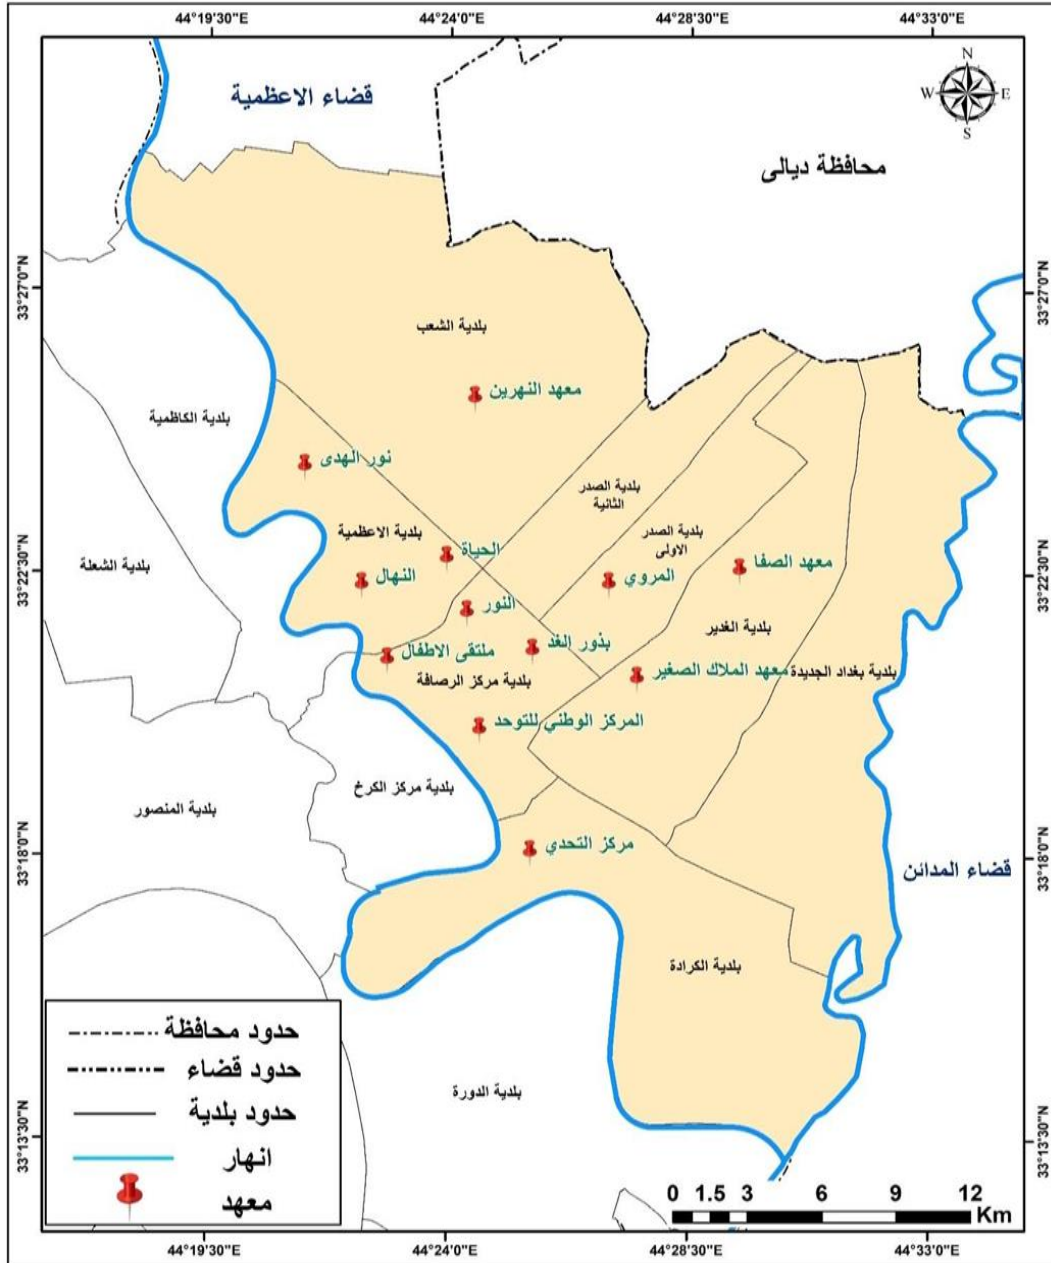 44°19'30"E
44°24'0"E
44°28'30"E
44°33'0"E
N
W
E
S
قضاء الاعظمية
محافظة ديالى
33°27'0"N
33°27'0"N
بلدية الشعب
معهد النهرين
بلدية الكاظمية
نور الهدى
بلدية الصدر
الثانية
بلدية الاعظمية
بلدية الصدر
الاولى
الحياة
معهد الصفا
بلدية الشعلة
33°22'30"N
33°22'30"N
النهال
المروي
النور
بلدية الغدير
بذور الغد
ملتقى الاطفال
معهد الملاك الصغير
بلدية بغداد الجديدة
بلدية مركز الرصافة
المركز الوطني للتوحد
بلدية مركز الكرخ
بلدية المنصور
مركز التحدي
33°18'0"N
33°18'0"N
قضاء المدائن
بلدية الكرادة
بلدية الدورة
33°13'30"N
33°13'30"N
حدود محافظة
حدود قضاء
حدود بلدية
انهار
معهد
0 1.5 3 6 9 12
Km
44°19'30"E
44°24'0"E
44°28'30"E
44°33'0"E